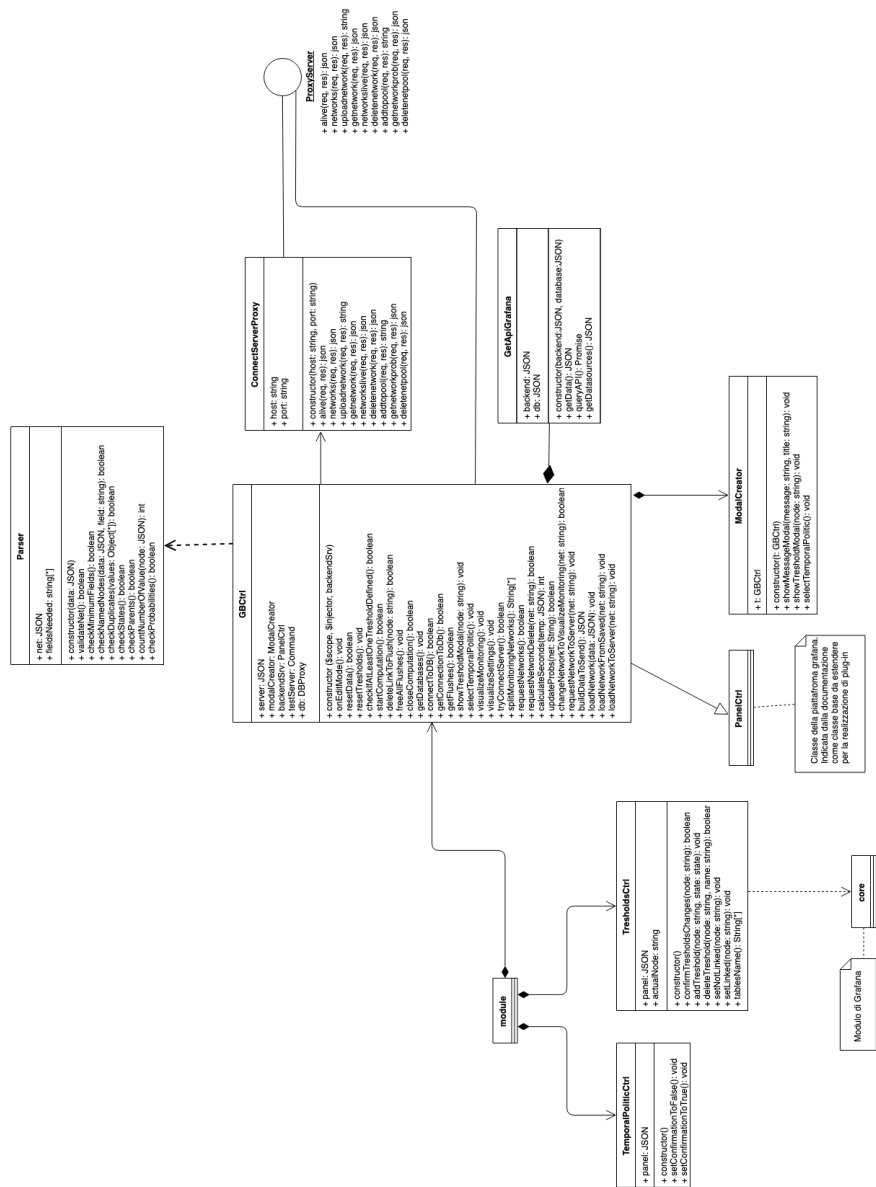 Parser
+ net: JSON
+ fieldsNeeded: string[*]
+ constructor(data: JSON)
+ validateNet(): boolean
+ checkMinimumFields(): boolean
+ checkNamedNodes(data: JSON, field: string): boolean
+ checkDuplicates(values: Object[*]): boolean
+ checkStates(): boolean
+ checkParents(): boolean
+ countNumberOfValue(node: JSON): int
+ checkProbabilities(): boolean
ProxyServer
+ alive(req, res): json
+ networks(req, res): json
+ uploadnetwork(req, res): string
+ getnetwork(req, res): json
+ networkslive(req, res): json
+ deletenetwork(req, res): json
+ addtopool(req, res): string
+ getnetworkprob(req, res): json
+ deletenetpool(req, res): json
ConnectServerProxy
+ host: string
+ port: string
+ constructor(host: string, port: string)
+ alive(req, res): json
+ networks(req, res): json
+ uploadnetwork(req, res): string
+ getnetwork(req, res): json
+ networkslive(req, res): json
+ deletenetwork(req, res): json
+ addtopool(req, res): string
+ getnetworkprob(req, res): json
+ deletenetpool(req, res): json
GBCtrl
+ server: JSON
+ modalCreator: ModalCreator
+ backendSrv: PanelCtrl
+ testServer: Command
+ db: DBProxy
+ constructor ($scope, $injector, backendSrv)
+ onEditMode(): void
+ resetData(): boolean
+ resetTresholds(): void
+ checkIfAtLeastOneTresholdDefined(): boolean
+ startComputation(): boolean
+ deleteLinkToFlush(node: string): boolean
+ freeAllFlushes(): void
+ closeComputation(): boolean
+ getDatabases(): void
+ connectToDB(): boolean
+ getConnectionToDb(): boolean
+ getFlushes(): boolean
+ showTresholdModal(node: string): void
+ selectTemporalPolitic(): void
+ visualizeMonitoring(): void
+ visualizeSettings(): void
+ tryConnectServer(): boolean
+ splitMonitoringNetworks(): String[*]
+ requestNetworks(): boolean
+ requestNetworkDelete(net: string): boolean
+ calculateSeconds(temp: JSON): int
+ updateProbs(net: String): boolean
+ changeNetworkToVisualizeMonitoring(net: string): boolean
+ requestNetworkToServer(net: string): void
+ buildDataToSend(): JSON
+ loadNetwork(data: JSON): void
+ loadNetworkFromSaved(net: string): void
+ loadNetworkToServer(net: string): void
GetApiGrafana
+ backend: JSON
+ db: JSON
+ constructor(backend:JSON, database:JSON)
+ getData(): JSON
+ queryAPI(): Promise
+ getDatasources(): JSON
ModalCreator
+ t: GBCtrl
+ constructor(t: GBCtrl)
+ showMessageModal(message: string, title: string): void
+ showTresholdModal(node: string): void
+ selectTemporalPolitic(): void
PanelCtrl
Classe della piattaforma grafana.
Indicata dalla documentazione
come classe base da estendere
per la realizzazione di plug-in
module
TresholdsCtrl
+ panel: JSON
+ actualNode: string
+ constructor()
+ confirmTresholdsChanges(node: string): boolean
+ addTreshold(node: string, state: state): void
+ deleteTreshold(node: string, name: string): boolear
+ setNotLinked(node: string): void
+ setLinked(node: string): void
+ tablesName(): String[*]
core
Modulo di Grafana
TemporalPoliticCtrl
+ panel: JSON
+ constructor()
+ setConfirmationToFalse(): void
+ setConfirmationToTrue(): void